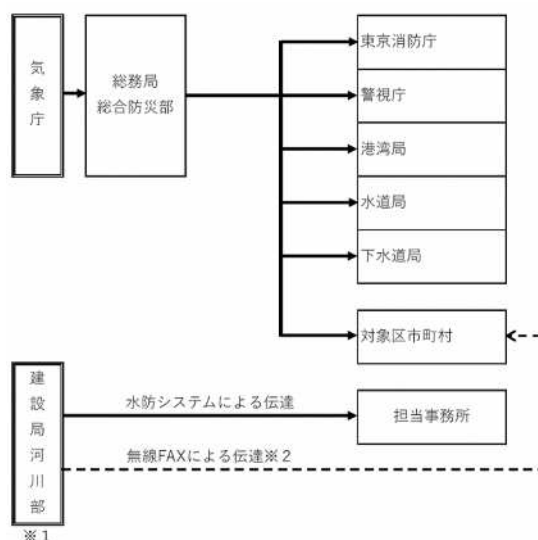 気象庁
総務局
総合防災部
東京消防庁
警視庁
港湾局
水道局
下水道局
対象区市町村
建設局河川部
水防システムによる伝達
担当事務所
無線FAXによる伝達※2
※1